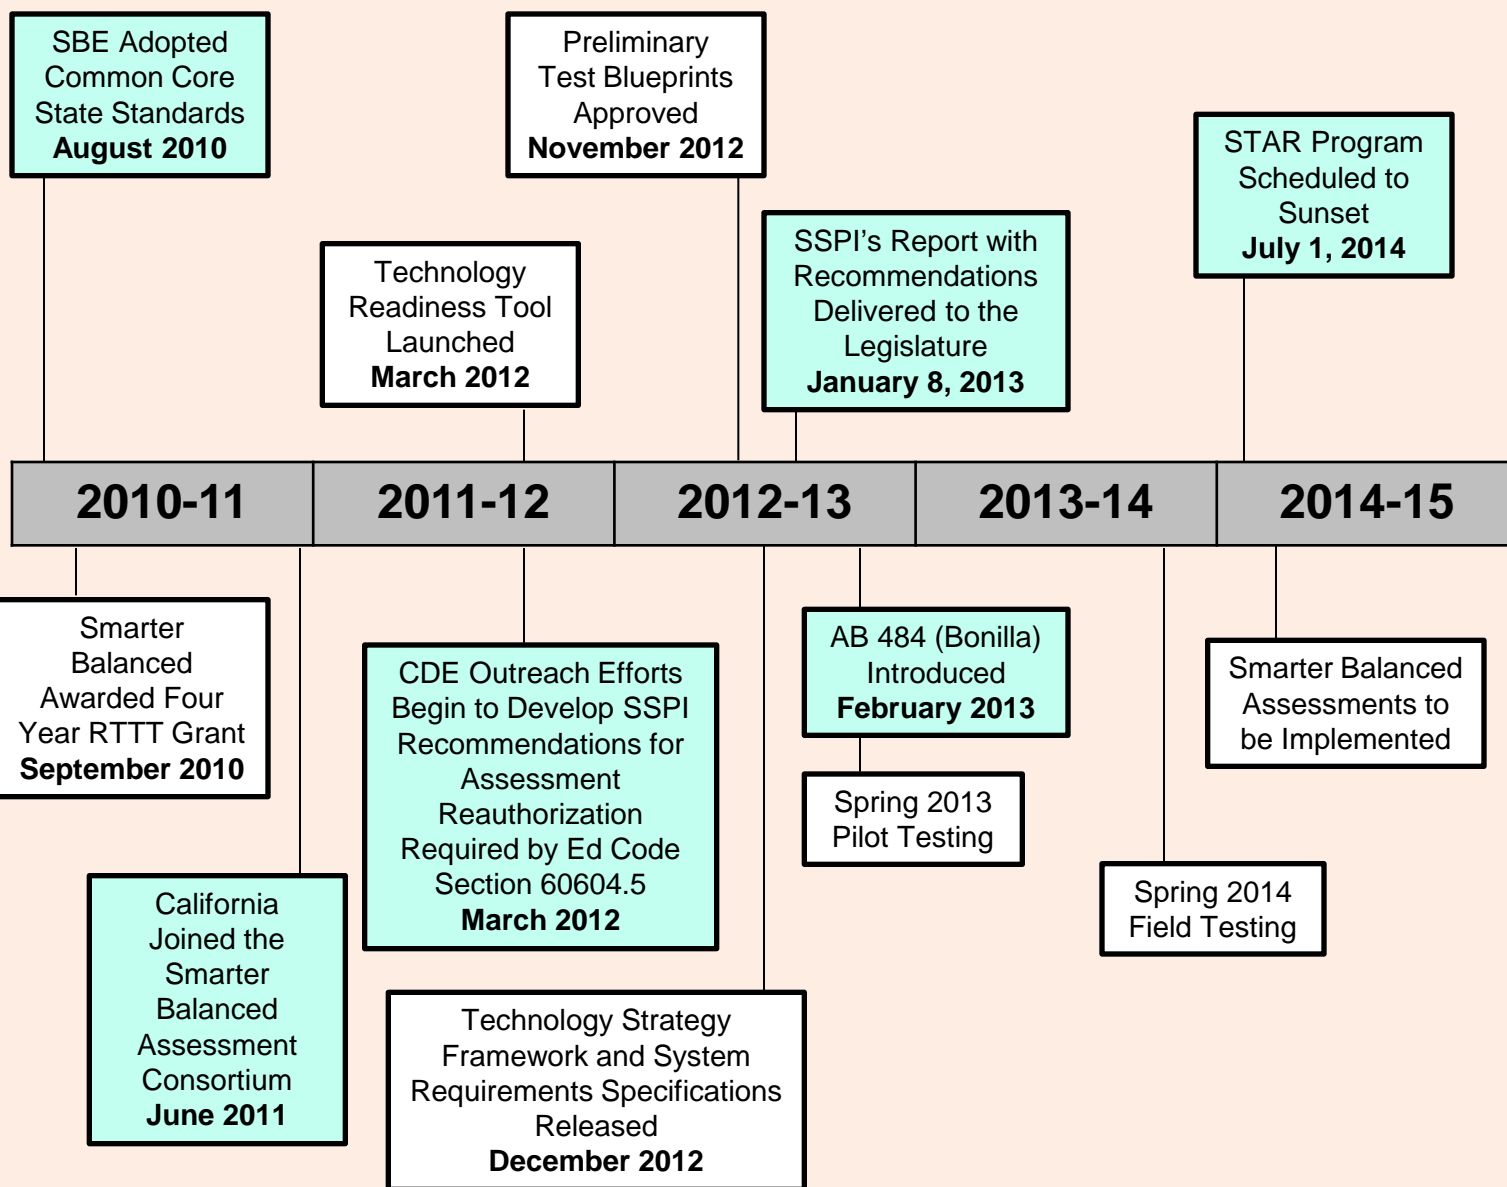 SBE Adopted
Common Core
State Standards
August 2010
Preliminary
Test Blueprints
Approved
November 2012
STAR Program
Scheduled to
Sunset
July 1, 2014
Technology
Readiness Tool
Launched
March 2012
SSPI's Report with
Recommendations
Delivered to the
Legislature
January 8, 2013
2010-11
2011-12
2012-13
2013-14
2014-15
Smarter
Balanced
Awarded Four
Year RTTT Grant
September 2010
California
Joined the
Smarter
Balanced
Assessment
Consortium
June 2011
CDE Outreach Efforts
Begin to Develop SSPI
Recommendations for
Assessment
Reauthorization
Required by Ed Code
Section 60604.5
March 2012
Technology Strategy
Framework and System
Requirements Specifications
Released
December 2012
AB 484 (Bonilla)
Introduced
February 2013
Spring 2013
Pilot Testing
Spring 2014
Field Testing
Smarter Balanced
Assessments to
be Implemented